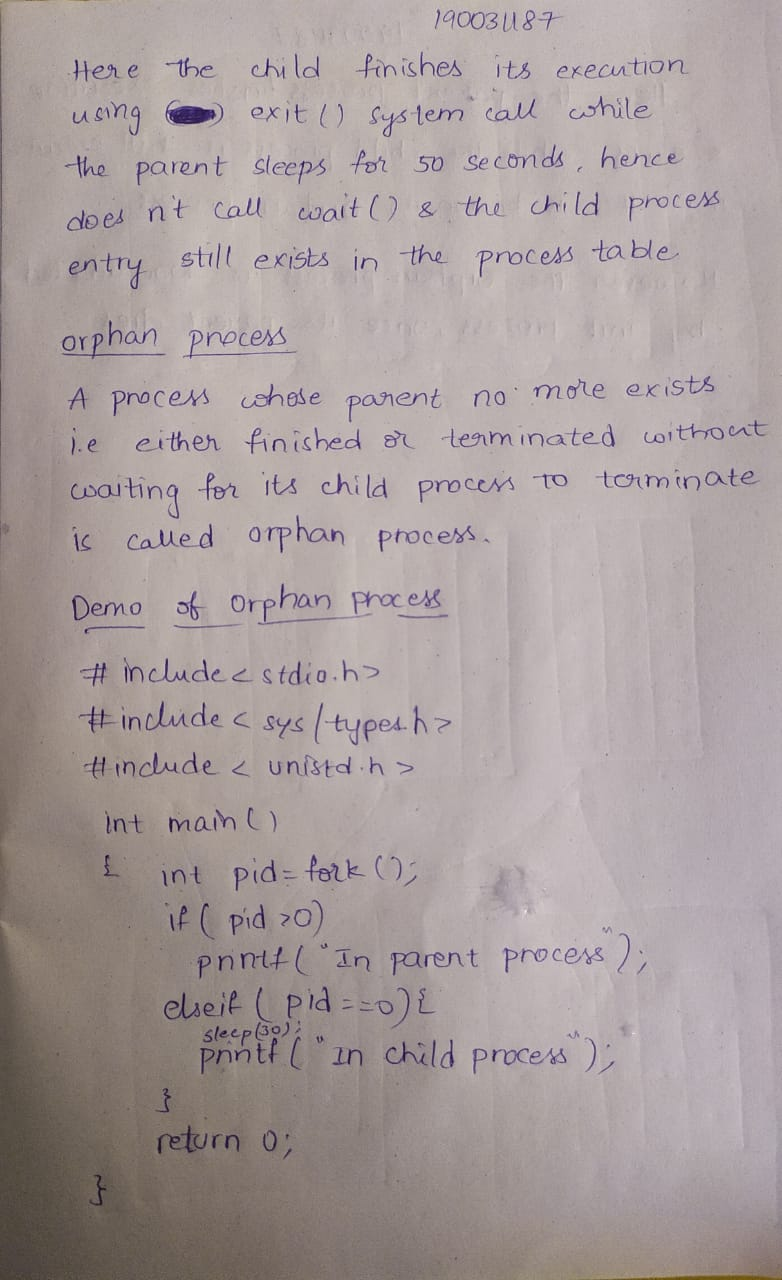 190031187
Here the child finishes its execution
using exit() system call while
the parent sleeps for 50 seconds, hence
does n't call wait() & the child process
entry still exists in the process table
orphan process
A process whose parent no more exists
i.e either finished or terminated without
waiting for its child process to terminate
is called orphan process.
Demo of orphan process
# include < stdio.h>
#include < sys/types.h>
#include < unistd.h >
int main()
{ int pid = fork();
if ( pid >0)
printf("In parent process");
elseif ( pid ==0){
sleep(30);
printf("In child process");
}
return 0;
}